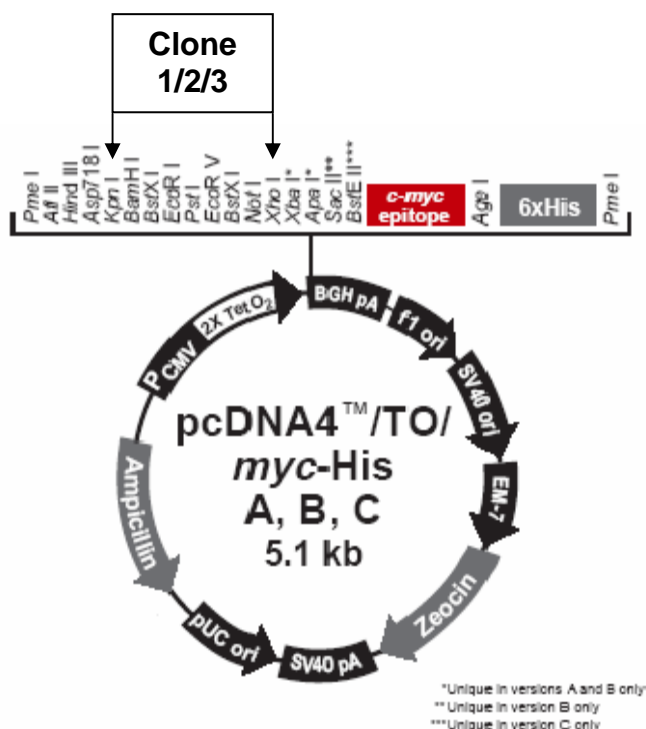 Clone
1/2/3
Pme I
Afl II
Hind III
Asp718 I
Kpn I
BamH I
BstX I
EcoR I
Pst I
EcoR V
BstX I
Not I
Xho I
Xba I*
Apa I*
Sac II**
BstE II***
c-myc
epitope
Age I
6xHis
Pme I
PCMV
2X TetO2
BGH pA
f1 ori
SV40 ori
EM-7
Zeocin
SV40 pA
pUC ori
Ampicillin
pcDNA4™/TO/
myc-His
A, B, C
5.1 kb
*Unique in versions A and B only
**Unique in version B only
***Unique in version C only